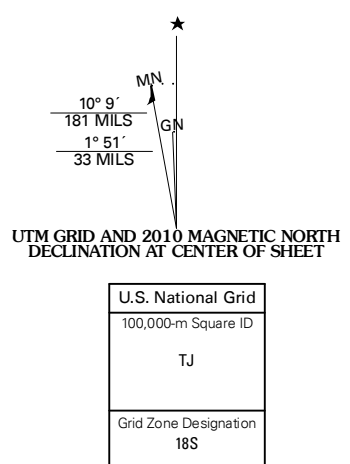 MN
10° 9´
181 MILS
GN
1° 51´
33 MILS
UTM GRID AND 2010 MAGNETIC NORTH
DECLINATION AT CENTER OF SHEET
U.S. National Grid
100,000-m Square ID
TJ
Grid Zone Designation
18S